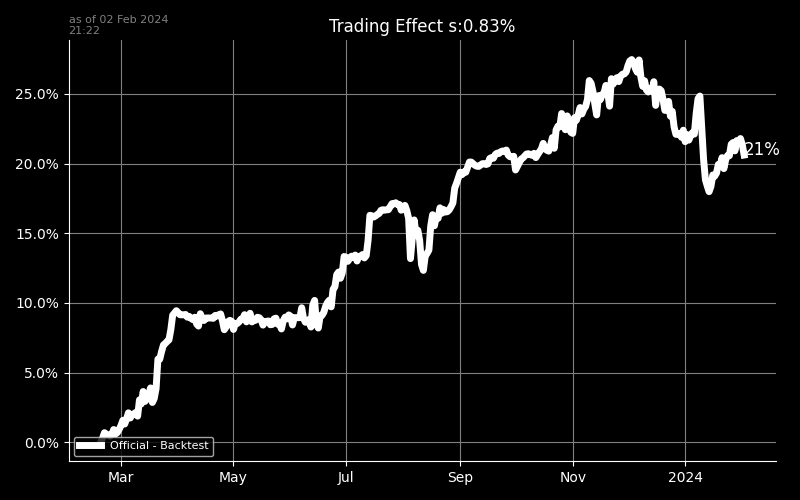 as of 02 Feb 2024
21:22
Trading Effect s:0.83%
25.0%
20.0%
15.0%
10.0%
5.0%
0.0%
21%
Official - Backtest
Mar
May
Jul
Sep
Nov
2024